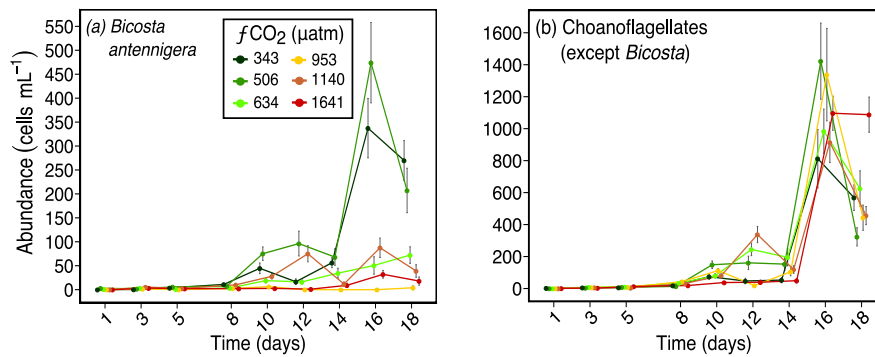 (a) Bicosta
antennigera
fCO2 (µatm)
343 953
506 1140
634 1641
Abundance (cells mL−1)
550
500
450
400
350
300
250
200
150
100
50
0
1 3 5 8 10 12 14 16 18
Time (days)
(b) Choanoflagellates
(except Bicosta)
1600
1400
1200
1000
800
600
400
200
0
1 3 5 8 10 12 14 16 18
Time (days)